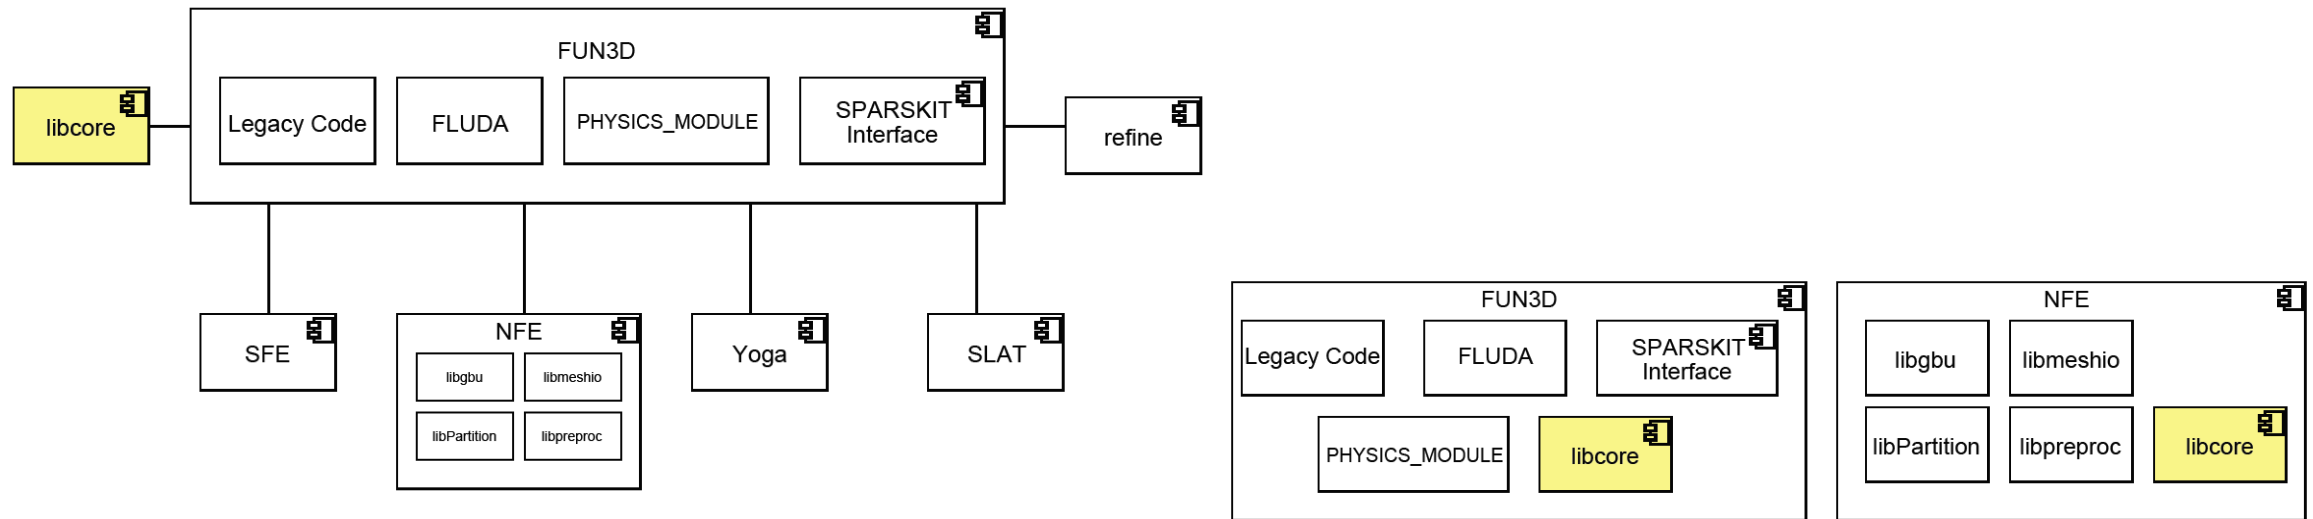 FUN3D
libcore
Legacy Code
FLUDA
PHYSICS_MODULE
SPARSKIT
Interface
refine
SFE
NFE
libgbu
libmeshio
libPartition
libpreproc
Yoga
SLAT
FUN3D
Legacy Code
FLUDA
SPARSKIT
Interface
PHYSICS_MODULE
libcore
NFE
libgbu
libmeshio
libPartition
libpreproc
libcore